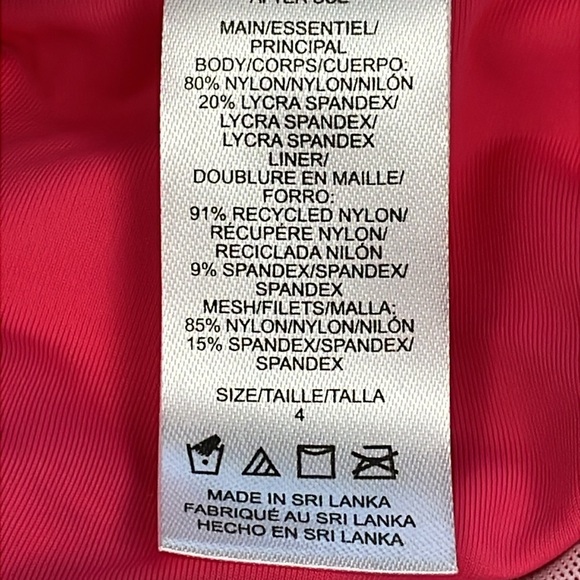 AFTER USE
MAIN/ESSENTIEL/
PRINCIPAL
BODY/CORPS/CUERPO:
80% NYLON/NYLON/NILÓN
20% LYCRA SPANDEX/
LYCRA SPANDEX/
LYCRA SPANDEX
LINER/
DOUBLURE EN MAILLE/
FORRO:
91% RECYCLED NYLON/
RÉCUPÉRE NYLON/
RECICLADA NILÓN
9% SPANDEX/SPANDEX/
SPANDEX
MESH/FILETS/MALLA:
85% NYLON/NYLON/NILÓN
15% SPANDEX/SPANDEX/
SPANDEX
SIZE/TAILLE/TALLA
4
MADE IN SRI LANKA
FABRIQUÉ AU SRI LANKA
HECHO EN SRI LANKA